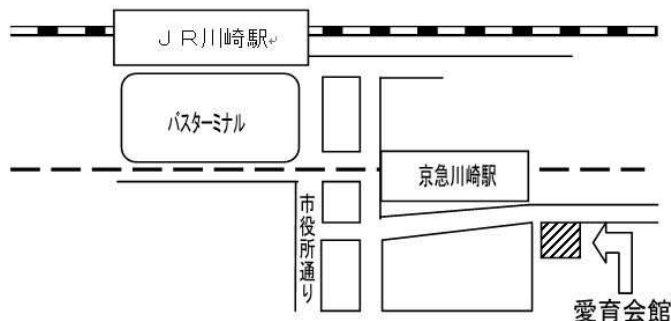 JR川崎駅
バスターミナル
京急川崎駅
市役所通り
愛育会館